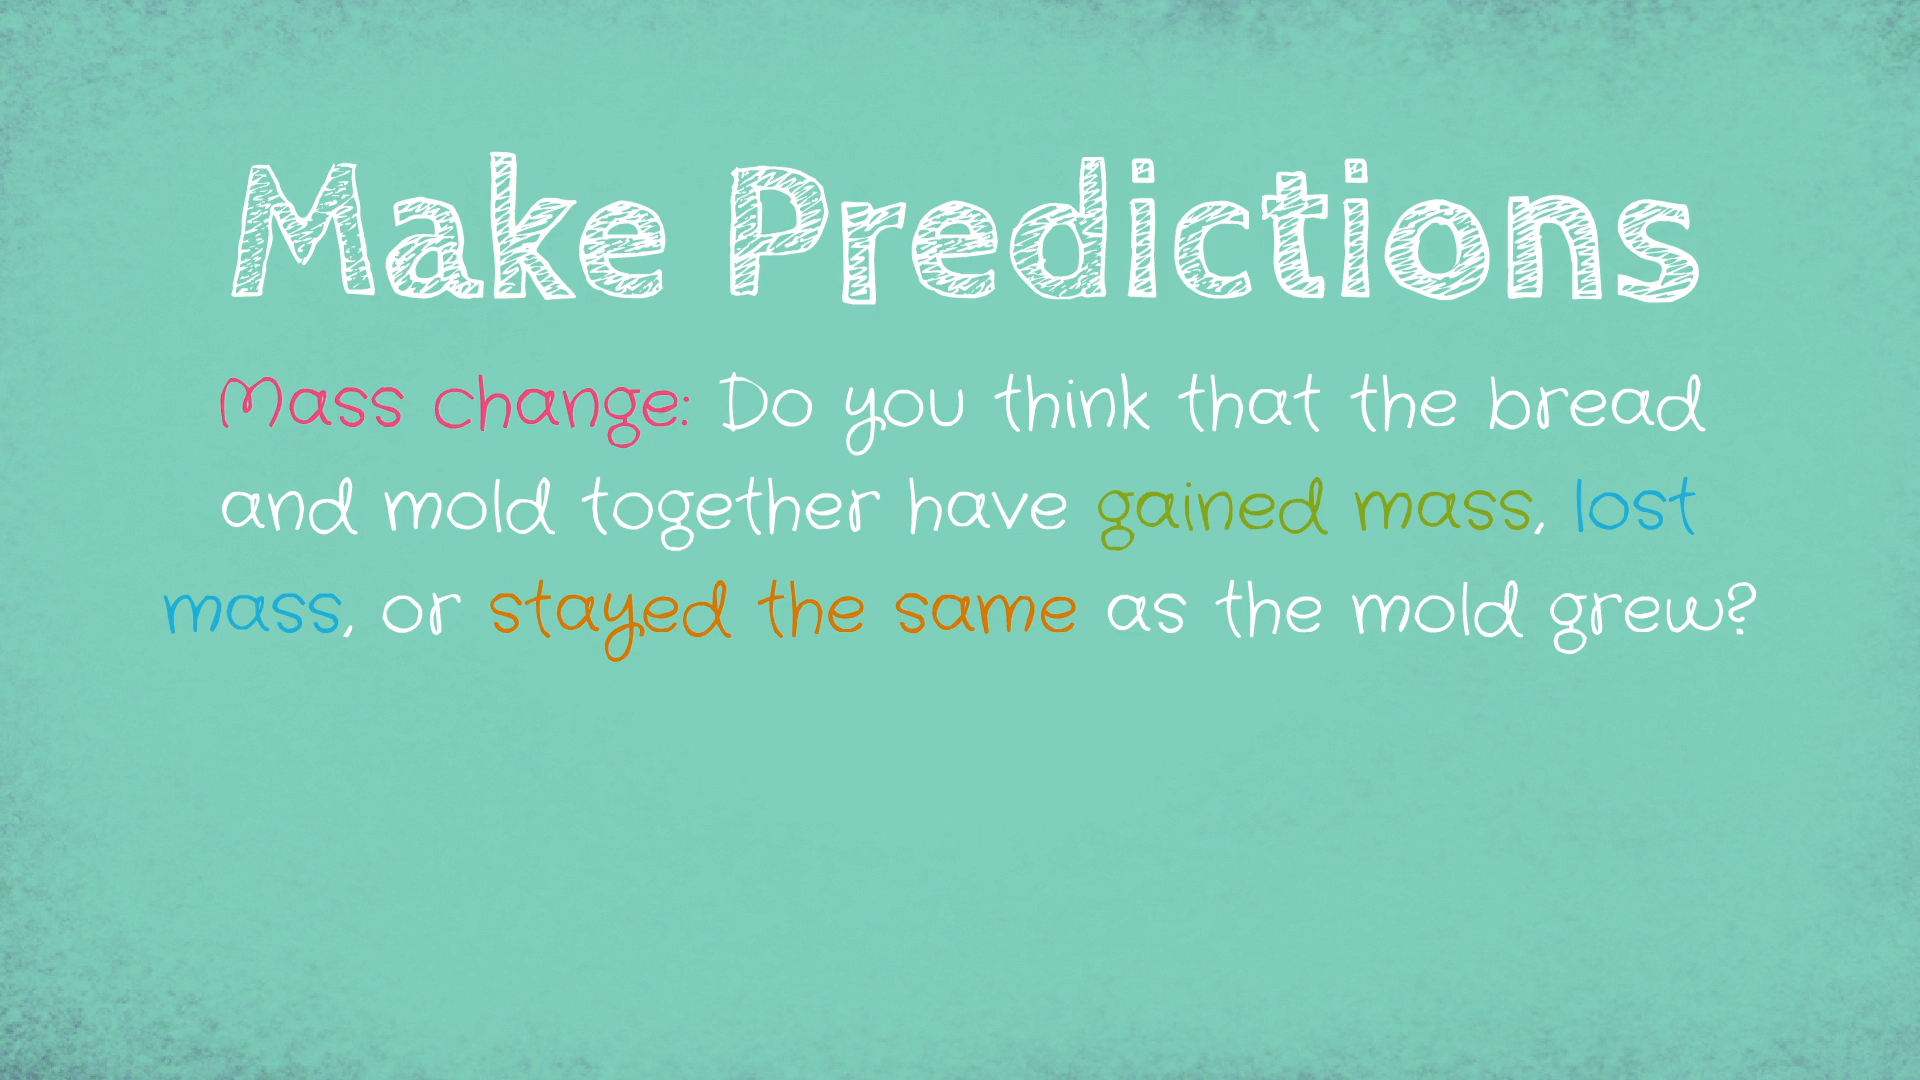 Make Predictions
Mass change: Do you think that the bread
and mold together have gained mass, lost
mass, or stayed the same as the mold grew?